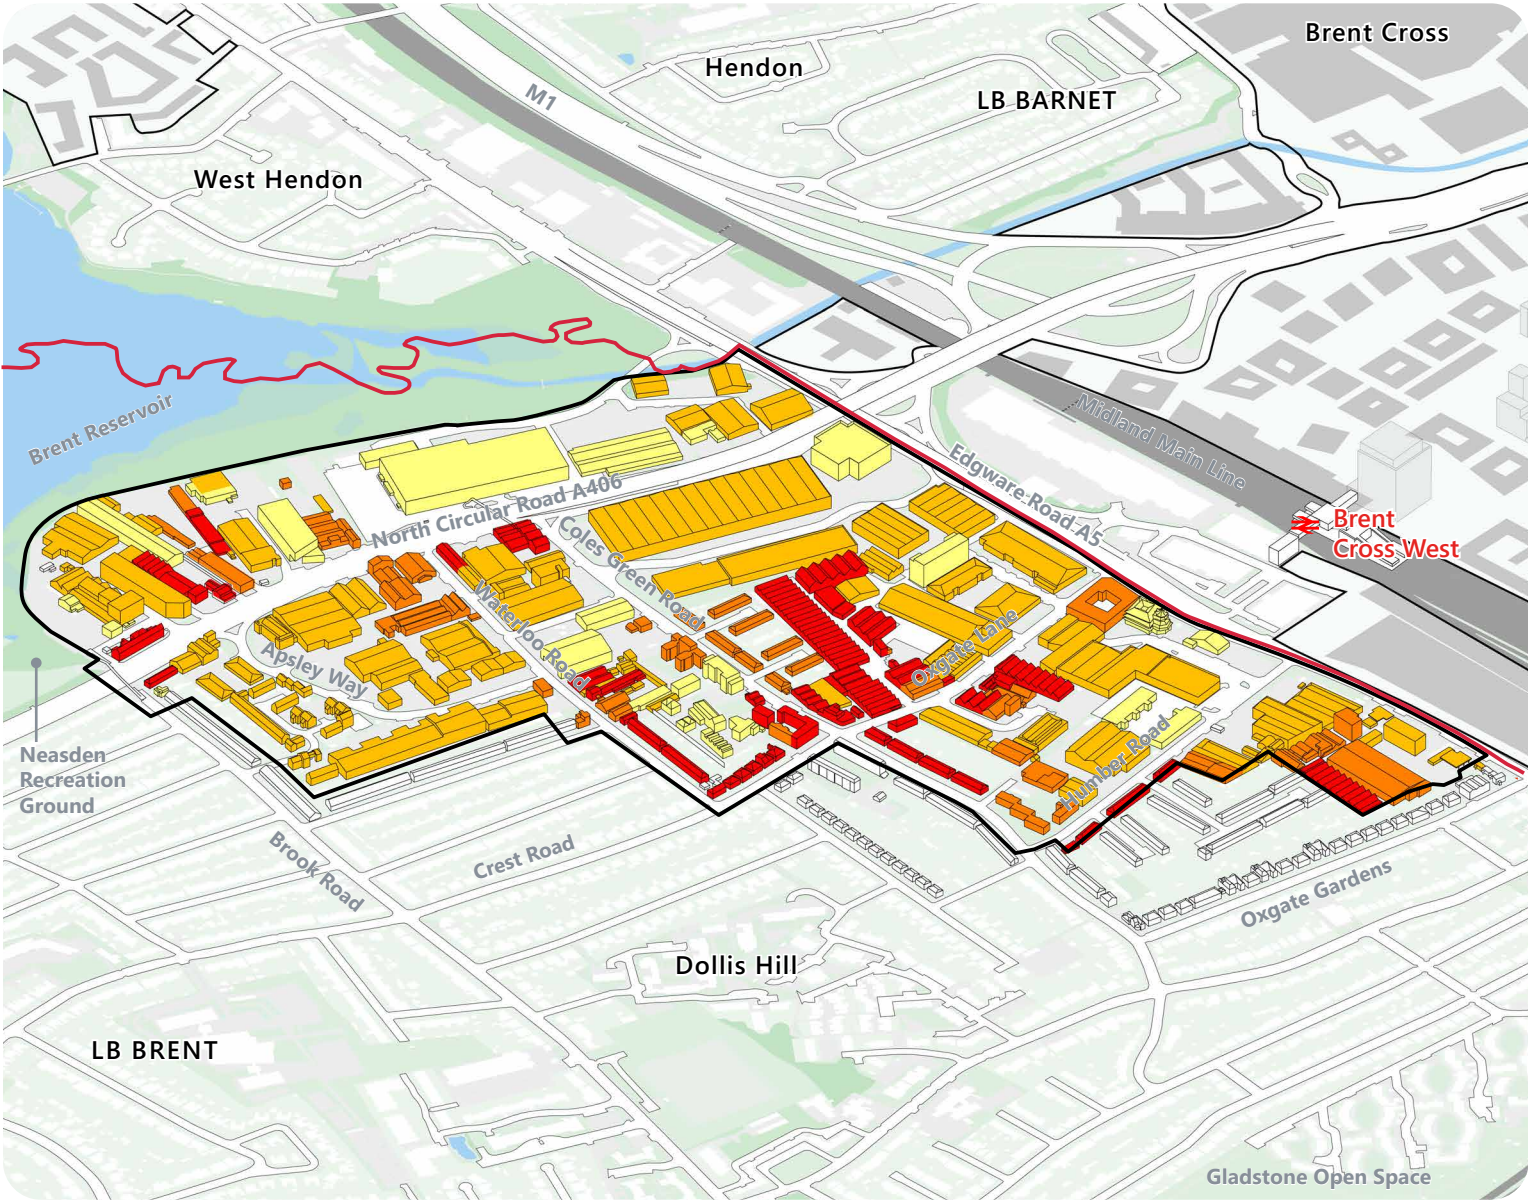 Brent Cross
Hendon
M1
LB BARNET
West Hendon
Brent Reservoir
Midland Main Line
Edgware Road A5
North Circular Road A406
Brent
Cross West
Coles Green Road
Waterloo Road
Oxgate Lane
Apsley Way
Humber Road
Neasden
Recreation
Ground
Brook Road
Crest Road
Oxgate Gardens
Dollis Hill
LB BRENT
Gladstone Open Space